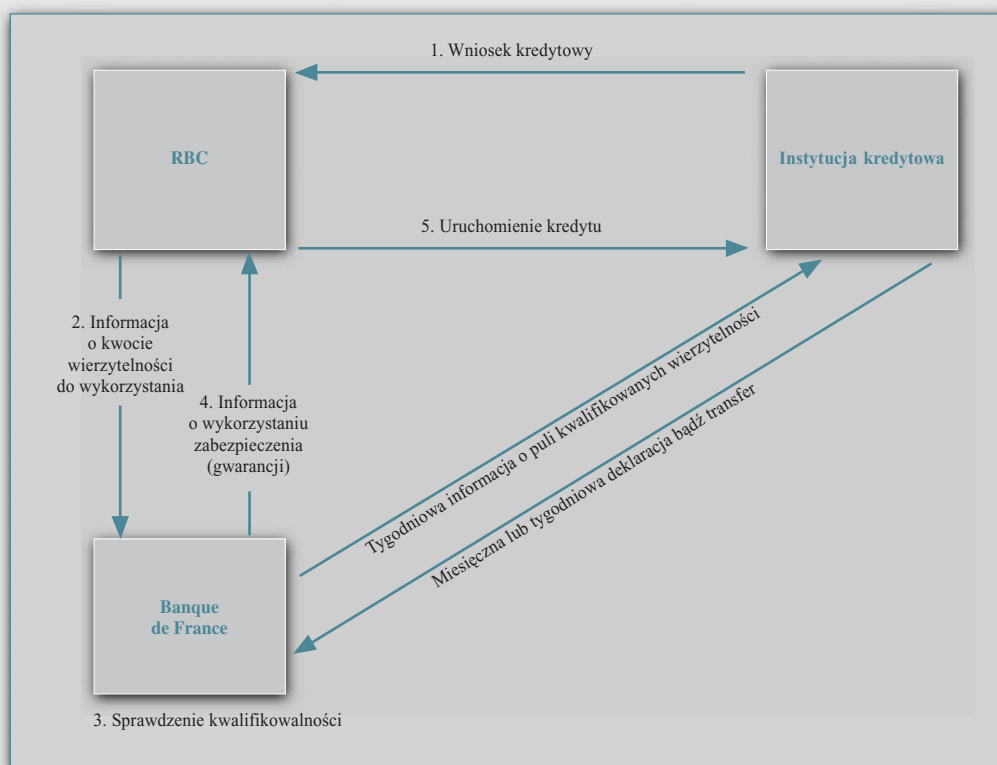 1. Wniosek kredytowy
RBC
Instytucja kredytowa
5. Uruchomienie kredytu
2. Informacja
o kwocie
wierzytelności
do wykorzystania
4. Informacja
o wykorzystaniu
zabezpieczenia
(gwarancji)
Tygodniowa informacja o puli kwalifikowanych wierzytelności
Miesięczna lub tygodniowa deklaracja bądź transfer
Banque
de France
3. Sprawdzenie kwalifikowalności